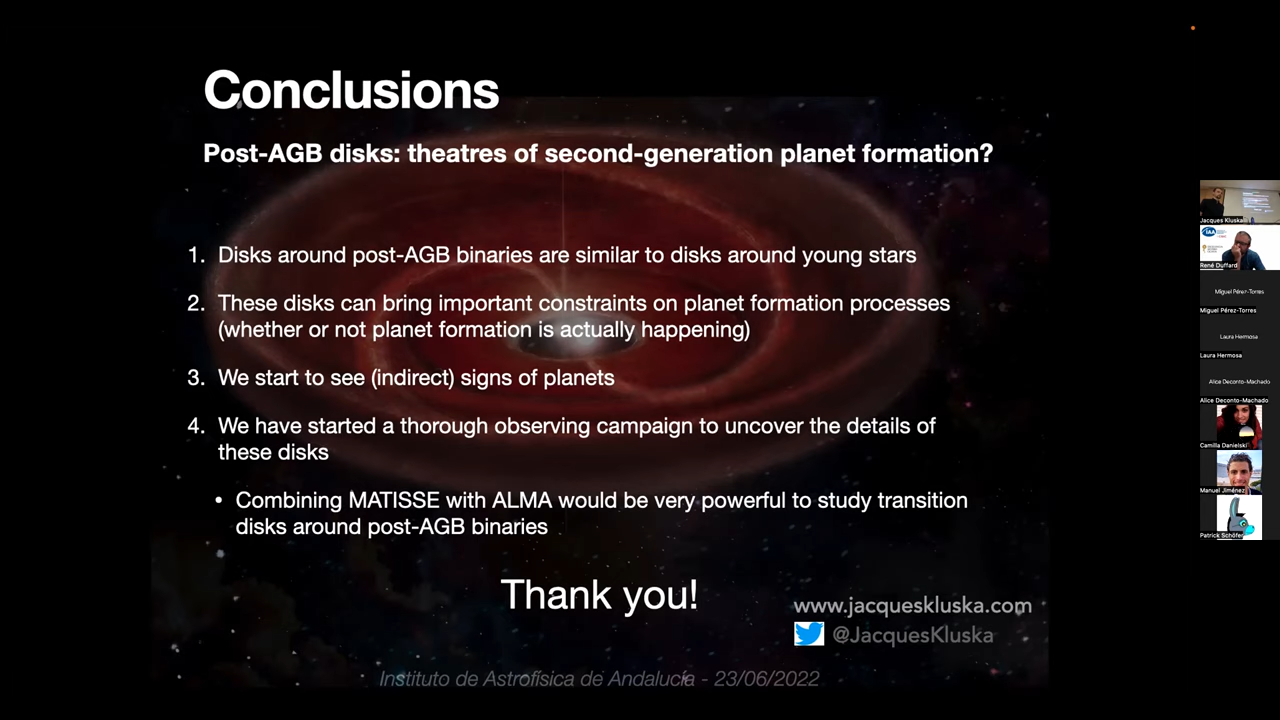 Conclusions
Post-AGB disks: theatres of second-generation planet formation?
1. Disks around post-AGB binaries are similar to disks around young stars
2. These disks can bring important constraints on planet formation processes
(whether or not planet formation is actually happening)
3. We start to see (indirect) signs of planets
4. We have started a thorough observing campaign to uncover the details of
these disks
• Combining MATISSE with ALMA would be very powerful to study transition
disks around post-AGB binaries
Thank you!
www.jacqueskluska.com
@JacquesKluska
Instituto de Astrofísica de Andalucía - 23/06/2022
Jacques Kluska
IAA
René Duffard
Miguel Pérez-Torres
Miguel Pérez-Torres
Laura Hermosa
Laura Hermosa
Alice Deconto-Machado
Alice Deconto-Machado
Camilla Danielski
Manuel Jiménez
Patrick Schöfer